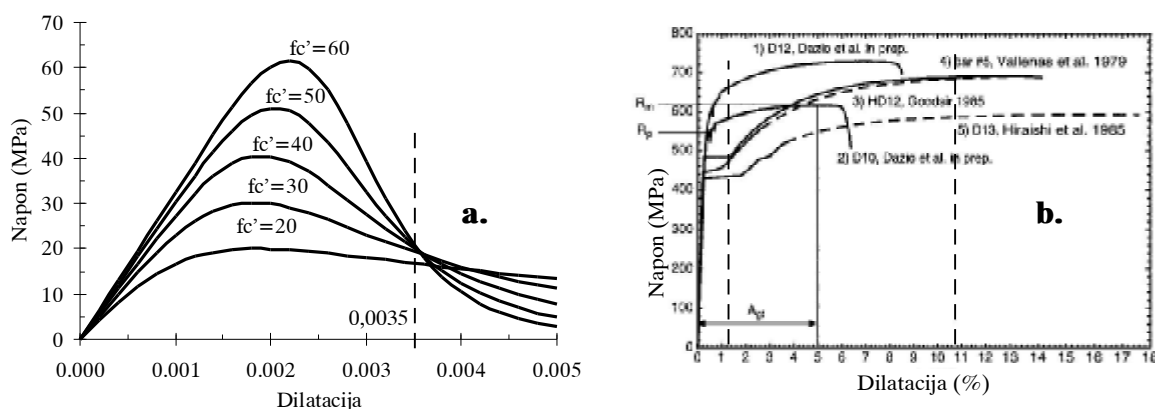 70
60
50
40
30
20
10
0
Napon (MPa)
fc'=60
fc'=50
fc'=40
fc'=30
fc'=20
a.
0,0035
0.000 0.001 0.002 0.003 0.004 0.005
Dilatacija
800
700
600
500
400
300
200
100
0
Napon (MPa)
Rm
Rp
1) D12, Dazio et al. in prep.
4) bar #5, Vallenas et al. 1979
3) HD12, Goodsir 1985
5) D13, Hiraishi et al. 1985
2) D10, Dazio et al. in prep.
b.
0 1 2 3 4 5 6 7 8 9 10 11 12 13 14 15 16 17 18
Dilatacija (%)